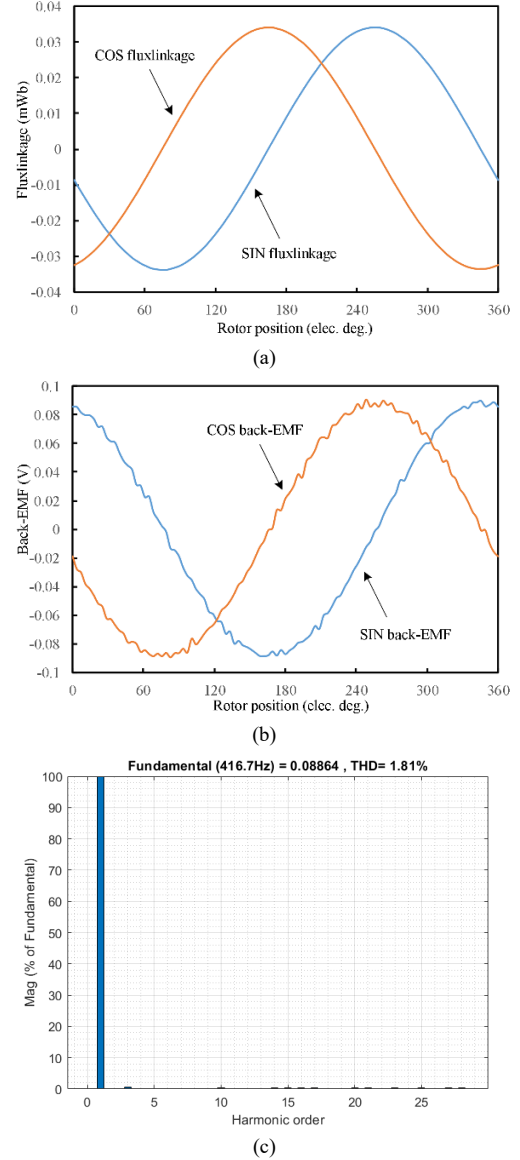 0.04
0.03
0.02
0.01
0
-0.01
-0.02
-0.03
-0.04
Fluxlinkage (mWb)
COS fluxlinkage
SIN fluxlinkage
0 60 120 180 240 300 360
Rotor position (elec. deg.)
(a)
0.1
0.08
0.06
0.04
0.02
0
-0.02
-0.04
-0.06
-0.08
-0.1
Back-EMF (V)
COS back-EMF
SIN back-EMF
0 60 120 180 240 300 360
Rotor position (elec. deg.)
(b)
Fundamental (416.7Hz) = 0.08864 , THD= 1.81%
100
90
80
70
60
50
40
30
20
10
0
Mag (% of Fundamental)
0 5 10 15 20 25
Harmonic order
(c)